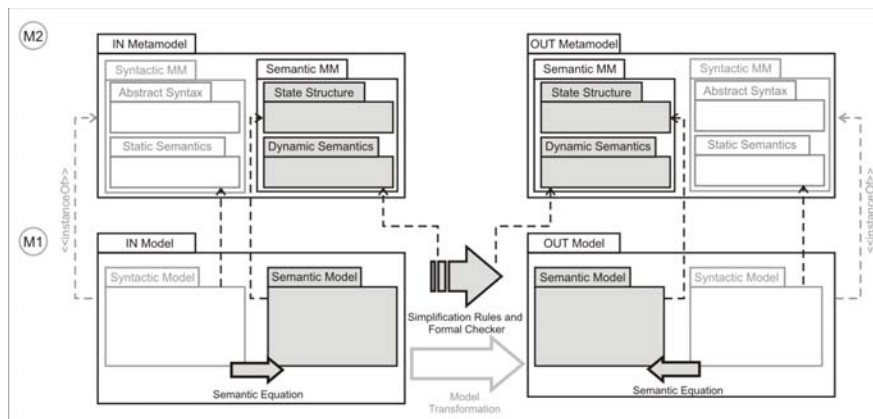 M2
IN Metamodel
Syntactic MM
Abstract Syntax
Static Semantics
Semantic MM
State Structure
Dynamic Semantics
OUT Metamodel
Semantic MM
State Structure
Dynamic Semantics
Syntactic MM
Abstract Syntax
Static Semantics
<<instanceOf>>
<<instanceOf>>
M1
IN Model
Syntactic Model
Semantic Model
Semantic Equation
Simplification Rules and
Formal Checker
Model
Transformation
OUT Model
Semantic Model
Syntactic Model
Semantic Equation